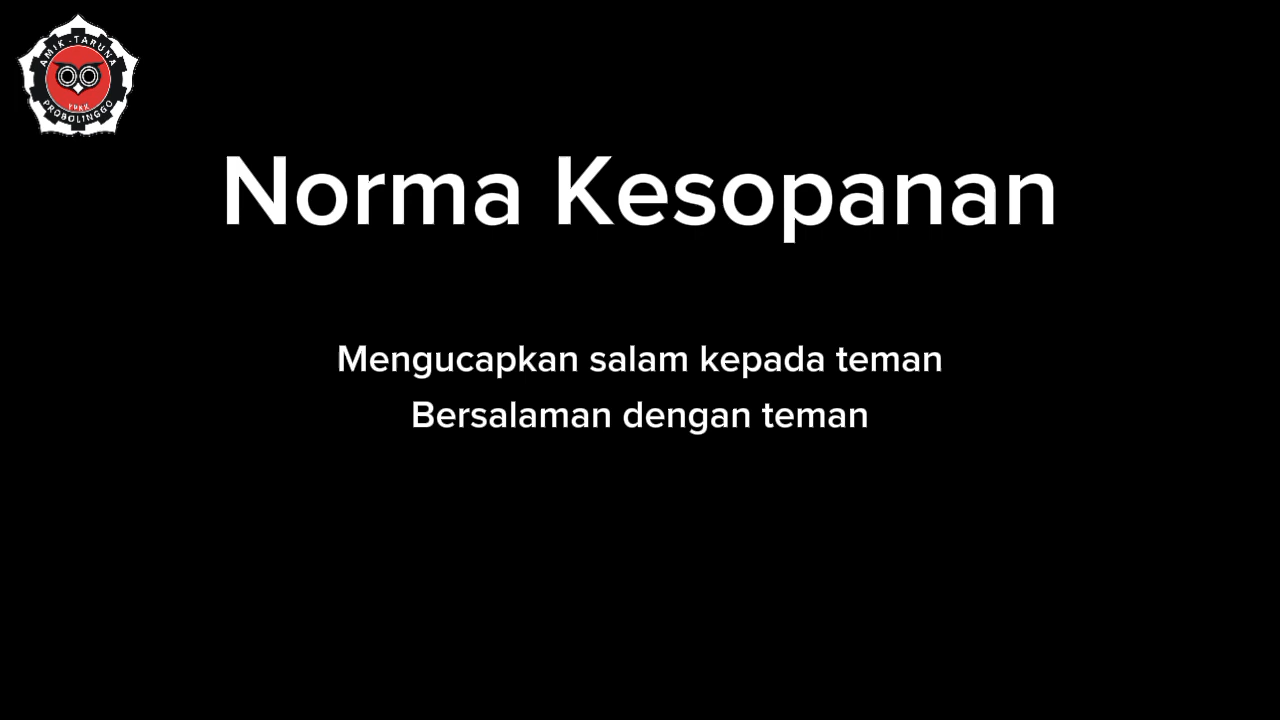 AMIK - TARUNA
PROBOLINGGO
Norma Kesopanan
Mengucapkan salam kepada teman
Bersalaman dengan teman